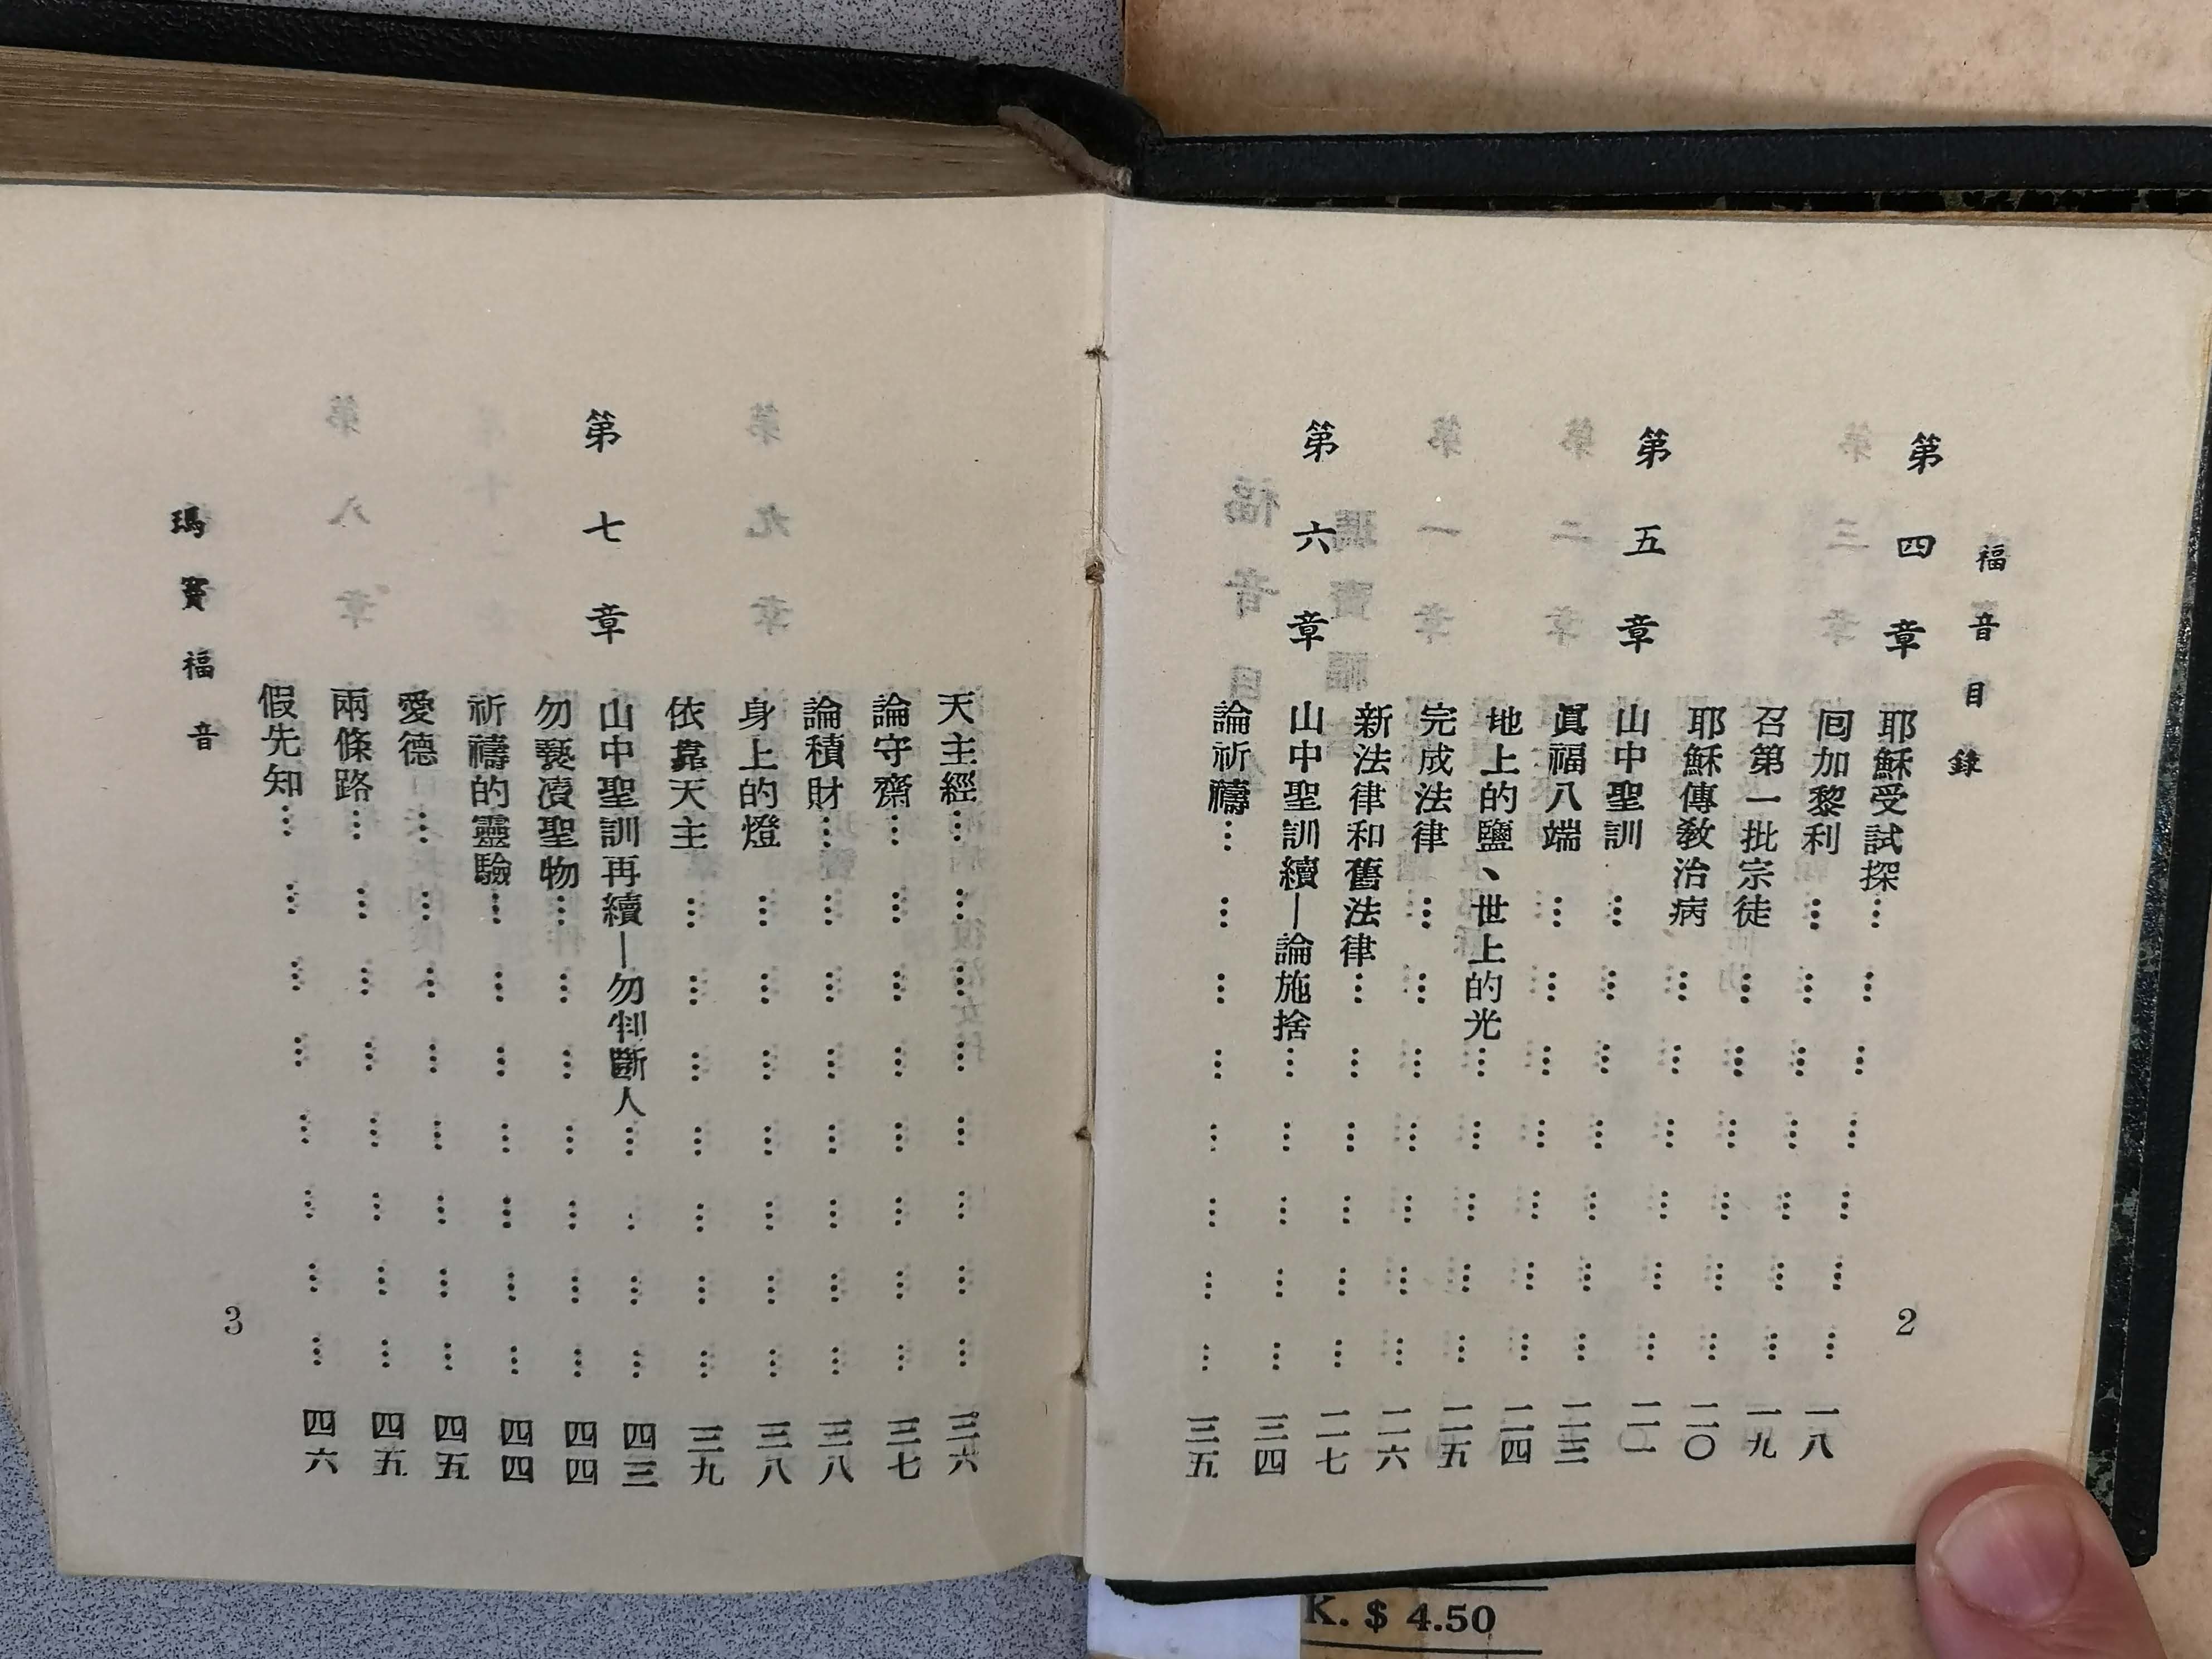 福音目錄
第四章 耶穌受試探⋯⋯⋯⋯⋯⋯⋯一八
囘加黎利⋯⋯⋯⋯⋯⋯⋯一九
召第一批宗徒⋯⋯⋯⋯⋯⋯二〇
耶穌傳敎治病⋯⋯⋯⋯⋯⋯二一
第五章 山中聖訓⋯⋯⋯⋯⋯⋯⋯二三
眞福八端⋯⋯⋯⋯⋯⋯⋯二四
地上的鹽、世上的光⋯⋯⋯⋯⋯二五
完成法律⋯⋯⋯⋯⋯⋯⋯二六
新法律和舊法律⋯⋯⋯⋯⋯⋯二七
第六章 山中聖訓續—論施捨⋯⋯⋯⋯⋯三四
論祈禱⋯⋯⋯⋯⋯⋯⋯⋯三五
2
天主經⋯⋯⋯⋯⋯⋯⋯⋯三六
論守齋⋯⋯⋯⋯⋯⋯⋯⋯三七
論積財⋯⋯⋯⋯⋯⋯⋯⋯三八
身上的燈⋯⋯⋯⋯⋯⋯⋯三八
依靠天主⋯⋯⋯⋯⋯⋯⋯三九
第七章 山中聖訓再續—勿判斷人⋯⋯⋯⋯四三
勿褻凟聖物⋯⋯⋯⋯⋯⋯⋯四四
祈禱的靈驗⋯⋯⋯⋯⋯⋯⋯四四
愛德⋯⋯⋯⋯⋯⋯⋯⋯四五
兩條路⋯⋯⋯⋯⋯⋯⋯⋯四五
假先知⋯⋯⋯⋯⋯⋯⋯⋯四六
瑪竇福音
3
K. $ 4.50